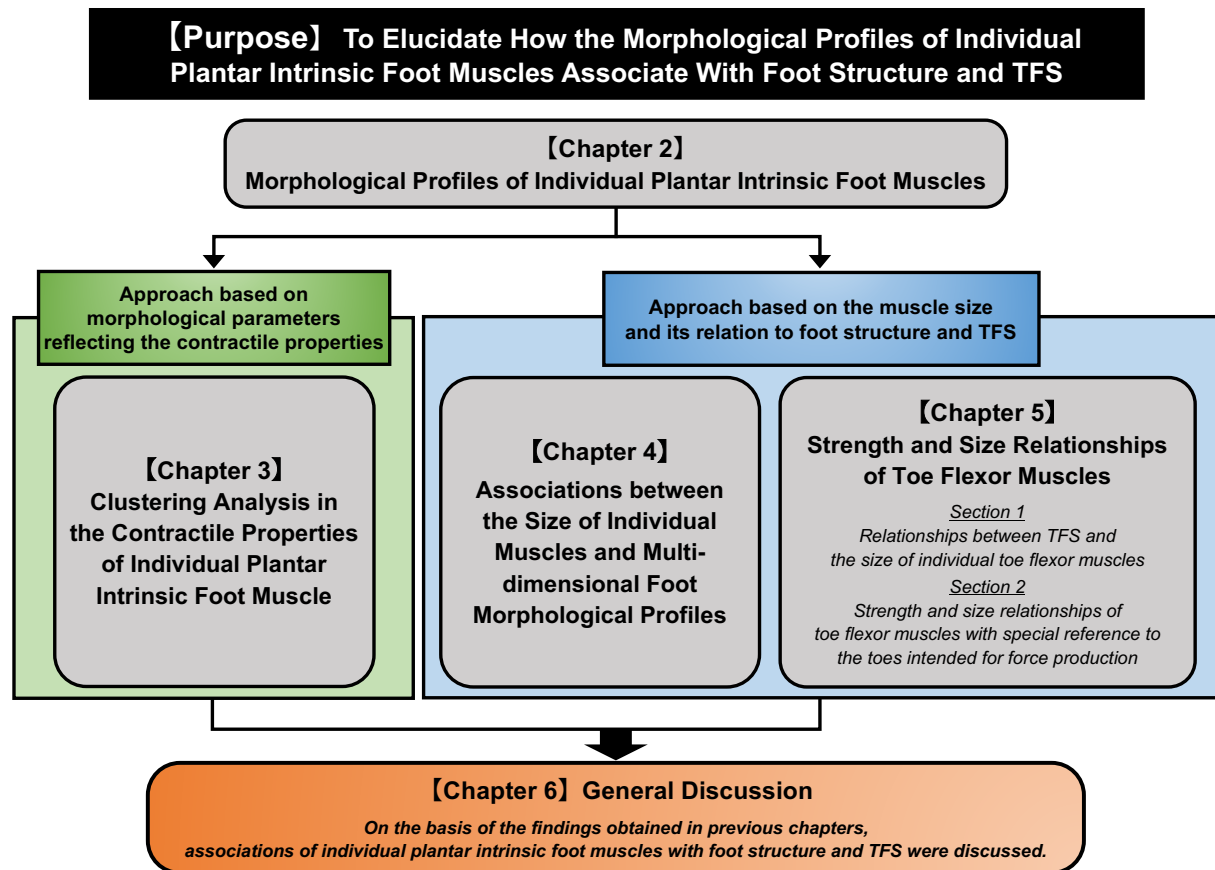 【Purpose】 To Elucidate How the Morphological Profiles of Individual
Plantar Intrinsic Foot Muscles Associate With Foot Structure and TFS
【Chapter 2】
Morphological Profiles of Individual Plantar Intrinsic Foot Muscles
Approach based on
morphological parameters
reflecting the contractile properties
Approach based on the muscle size
and its relation to foot structure and TFS
【Chapter 3】
Clustering Analysis in
the Contractile Properties
of Individual Plantar
Intrinsic Foot Muscle
【Chapter 4】
Associations between
the Size of Individual
Muscles and Multi-
dimensional Foot
Morphological Profiles
【Chapter 5】
Strength and Size Relationships
of Toe Flexor Muscles
Section 1
Relationships between TFS and
the size of individual toe flexor muscles
Section 2
Strength and size relationships of
toe flexor muscles with special reference to
the toes intended for force production
【Chapter 6】General Discussion
On the basis of the findings obtained in previous chapters,
associations of individual plantar intrinsic foot muscles with foot structure and TFS were discussed.